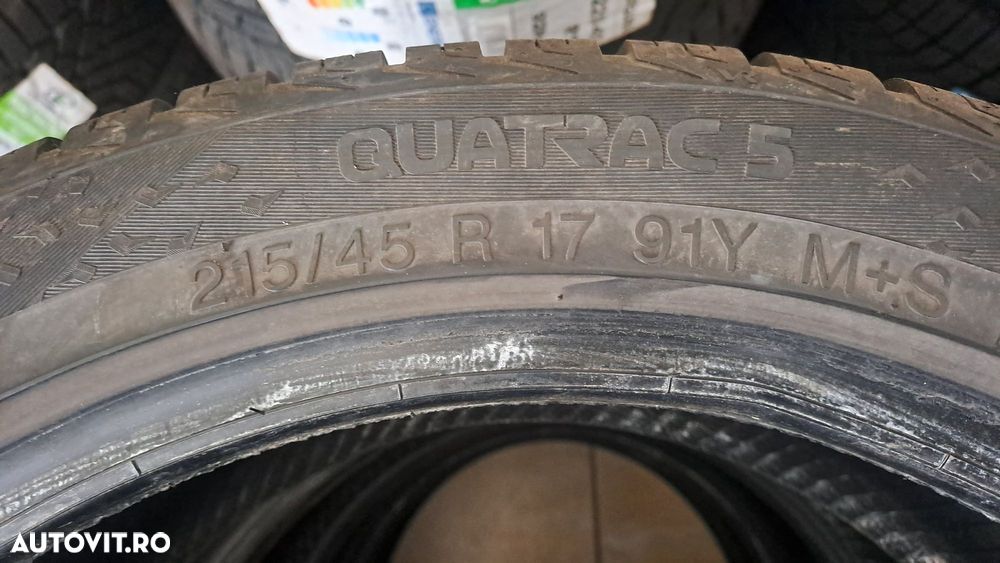 QUATRAC 5
215/45 R 17 91Y M+S
AUTOVIT.RO